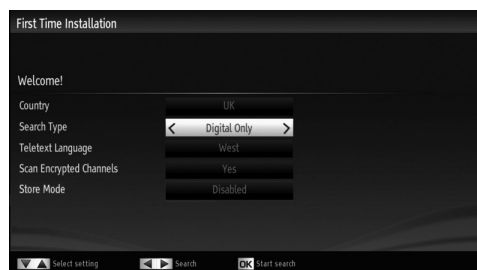 First Time Installation
Welcome!
Country UK
Search Type Digital Only
Teletext Language West
Scan Encrypted Channels Yes
Store Mode Disabled
Select setting Search OK Start search